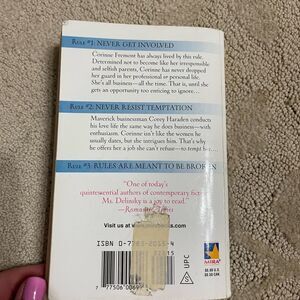 RULE #1: NEVER GET INVOLVED
Corinne Fremont has always lived by this rule.
Determined not to become like her irresponsible
and selfish parents, Corinne has never dropped
her guard in her professional or personal life.
She's all business—all the time. That is, until she gets
an opportunity too enticing to ignore...
RULE #2: NEVER RESIST TEMPTATION
Maverick businessman Corey Haraden conducts
his love life the same way he does business—with
enthusiasm. Corinne isn't like the women he
usually dates, but she intrigues him. That's why
he offers her a job she can't refuse—to tempt her...
RULE #3: RULES ARE MEANT TO BE BROKEN
"One of today's
quintessential authors of contemporary fiction
Ms. Delinsky is a joy to read."
—Romantic Times
Visit us at
ISBN 0-7783-20
S UPC
MIRA